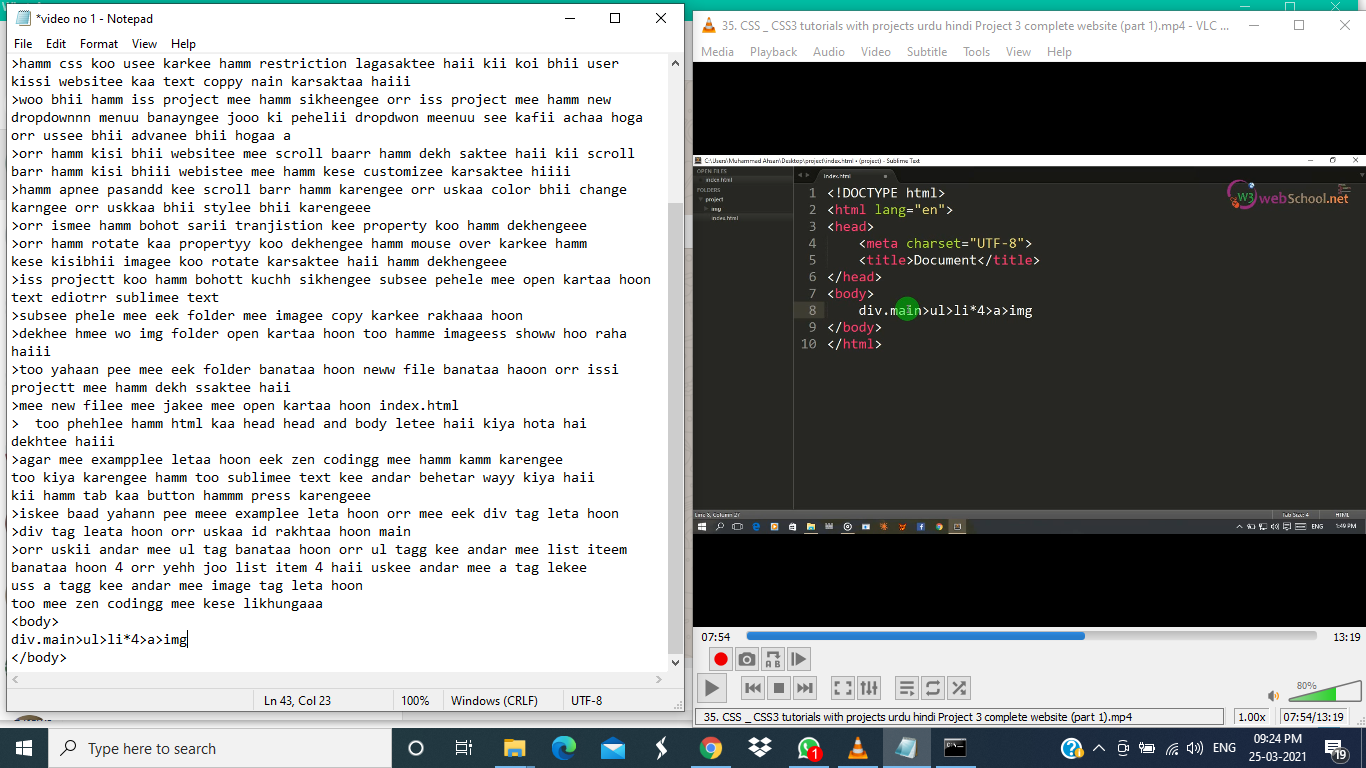 *video no 1 - Notepad
File Edit Format View Help
>hamm css koo usee karkee hamm restriction lagasaktee haii kii koi bhii user
kissi websitee kaa text coppy nain karsaktaa haiii
>woo bhii hamm iss project mee hamm sikheengee orr iss project mee hamm new
dropdownnn menuu banayngee jooo ki pehelii dropdwon meenuu see kafii achaa hoga
orr ussee bhii advanee bhii hogaa a
>orr hamm kisi bhii websitee mee scroll baarr hamm dekh saktee haii kii scroll
barr hamm kisi bhiii webistee mee hamm kese customizee karsaktee hiiii
>hamm apnee pasandd kee scroll barr hamm karengee orr uskaa color bhii change
karngee orr uskkaa bhii stylee bhii karengeee
>orr ismee hamm bohot sarii tranjistion kee property koo hamm dekhengeee
>orr hamm rotate kaa propertyy koo dekhengee hamm mouse over karkee hamm
kese kisibhii imagee koo rotate karsaktee haii hamm dekhengeee
>iss projectt koo hamm bohott kuchh sikhengee subsee pehele mee open kartaa hoon
text ediotrr sublimee text
>subsee phele mee eek folder mee imagee copy karkee rakhaaa hoon
>dekhee hmee wo img folder open kartaa hoon too hamme imageess showw hoo raha
haiii
>too yahaan pee mee eek folder banataa hoon neww file banataa haoon orr issi
projectt mee hamm dekh ssaktee haii
>mee new filee mee jakee mee open kartaa hoon index.html
>  too phehlee hamm html kaa head head and body letee haii kiya hota hai
dekhtee haiii
>agar mee exampplee letaa hoon eek zen codingg mee hamm kamm karengee
too kiya karengee hamm too sublimee text kee andar behetar wayy kiya haii
kii hamm tab kaa button hammm press karengeee
>iskee baad yahann pee meee examplee leta hoon orr mee eek div tag leta hoon
>div tag leata hoon orr uskaa id rakhtaa hoon main
>orr uskii andar mee ul tag banataa hoon orr ul tagg kee andar mee list iteem
banataa hoon 4 orr yehh joo list item 4 haii uskee andar mee a tag lekee
uss a tagg kee andar mee image tag leta hoon
too mee zen codingg mee kese likhungaaa
<body>
div.main>ul>li*4>a>img
</body>
Ln 43, Col 23 100% Windows (CRLF) UTF-8
35. CSS _ CSS3 tutorials with projects urdu hindi Project 3 complete website (part 1).mp4 - VLC ...
Media Playback Audio Video Subtitle Tools View Help
C:\Users\Muhammad Ahsan\Desktop\project\index.html • (project) - Sublime Text
OPEN FILES
index.html
FOLDERS
project
img
index.html
index.html
1 <!DOCTYPE html>
2 <html lang="en">
3 <head>
4 <meta charset="UTF-8">
5 <title>Document</title>
6 </head>
7 <body>
8 div.main>ul>li*4>a>img
9 </body>
10 </html>
W3 webSchool.net
Line 8, Column 27 Tab Size: 4 HTML
ENG 1:49 PM
07:54 13:19
A B
80%
35. CSS _ CSS3 tutorials with projects urdu hindi Project 3 complete website (part 1).mp4 1.00x 07:54/13:19
Type here to search
1
ENG
09:24 PM
25-03-2021
19